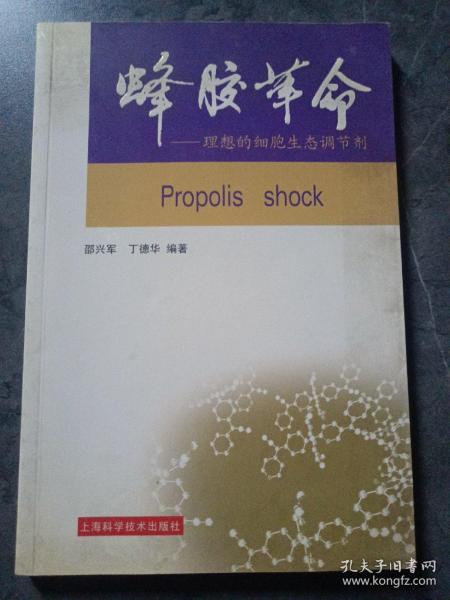 蜂胶革命
——理想的细胞生态调节剂
Propolis shock
邵兴军 丁德华 编著
上海科学技术出版社
孔夫子旧书网
www.kongfz.com